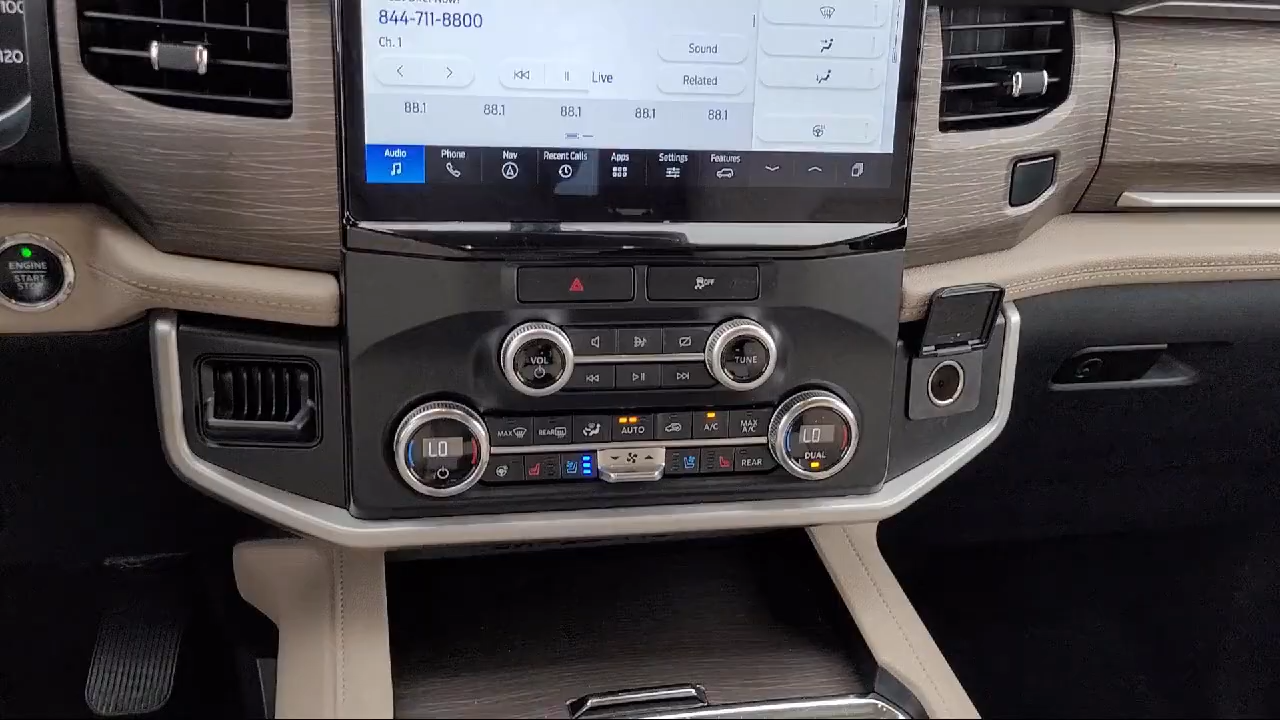 100
120
844-711-8800
Ch. 1
Sound
Live
Related
88.1 88.1 88.1 88.1 88.1
Audio Phone Nav Recent Calls Apps Settings Features
ENGINE
START
STOP
OFF
VOL
TUNE
MAX REAR AUTO A/C MAX A/C
LO
LO
DUAL
REAR